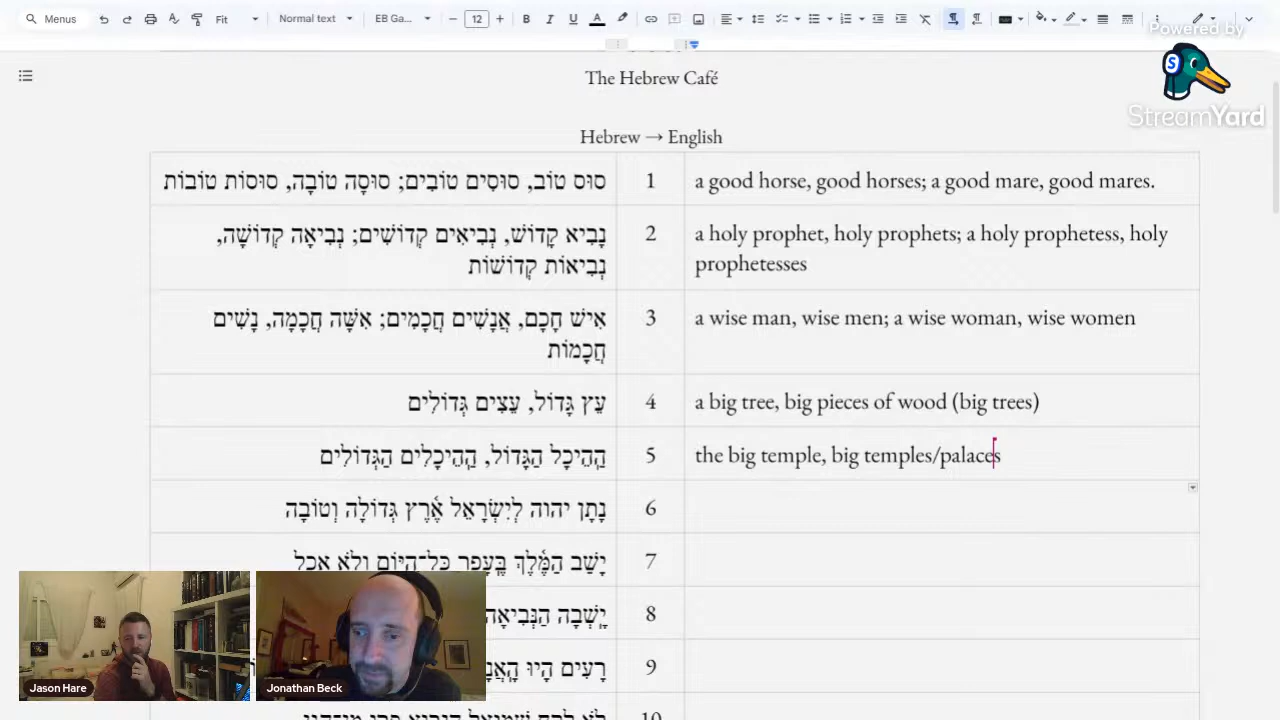 Menus Fit Normal text EB Ga... 12
Powered by
StreamYard
The Hebrew Café
Hebrew → English
סוּס טוֹב, סוּסִים טוֹבִים; סוּסָה טוֹבָה, סוּסוֹת טוֹבוֹת
1
a good horse, good horses; a good mare, good mares.
נָבִיא קָדוֹשׁ, נְבִיאִים קְדוֹשִׁים; נְבִיאָה קְדוֹשָׁה,
נְבִיאוֹת קְדוֹשׁוֹת
2
a holy prophet, holy prophets; a holy prophetess, holy
prophetesses
אִישׁ חָכָם, אֲנָשִׁים חֲכָמִים; אִשָּׁה חֲכָמָה, נָשִׁים
חֲכָמוֹת
3
a wise man, wise men; a wise woman, wise women
עֵץ גָּדוֹל, עֵצִים גְּדוֹלִים
4
a big tree, big pieces of wood (big trees)
הַֽהֵיכָל הַגָּדוֹל, הַֽהֵיכָלִים הַגְּדוֹלִים
5
the big temple, big temples/palaces
נָתָן יהוה לְיִשְׂרָאֵל אֶ֫רֶץ גְּדוֹלָה וְטוֹבָה
6
יָשַׁב הַמֶּ֫לֶךְ בֶּֽעָפָר כָּל־הַיּוֹם וְלֹא אָכַל
7
יָֽשְׁבָה הַנְּבִיאָה
8
רָעִים הָיוּ הָֽאֲנָ
9
לֹא לָקַח שְׁמוּאֵל הַנָּבִיא פְּרִי מִן־הָ
10
Jason Hare
Jonathan Beck